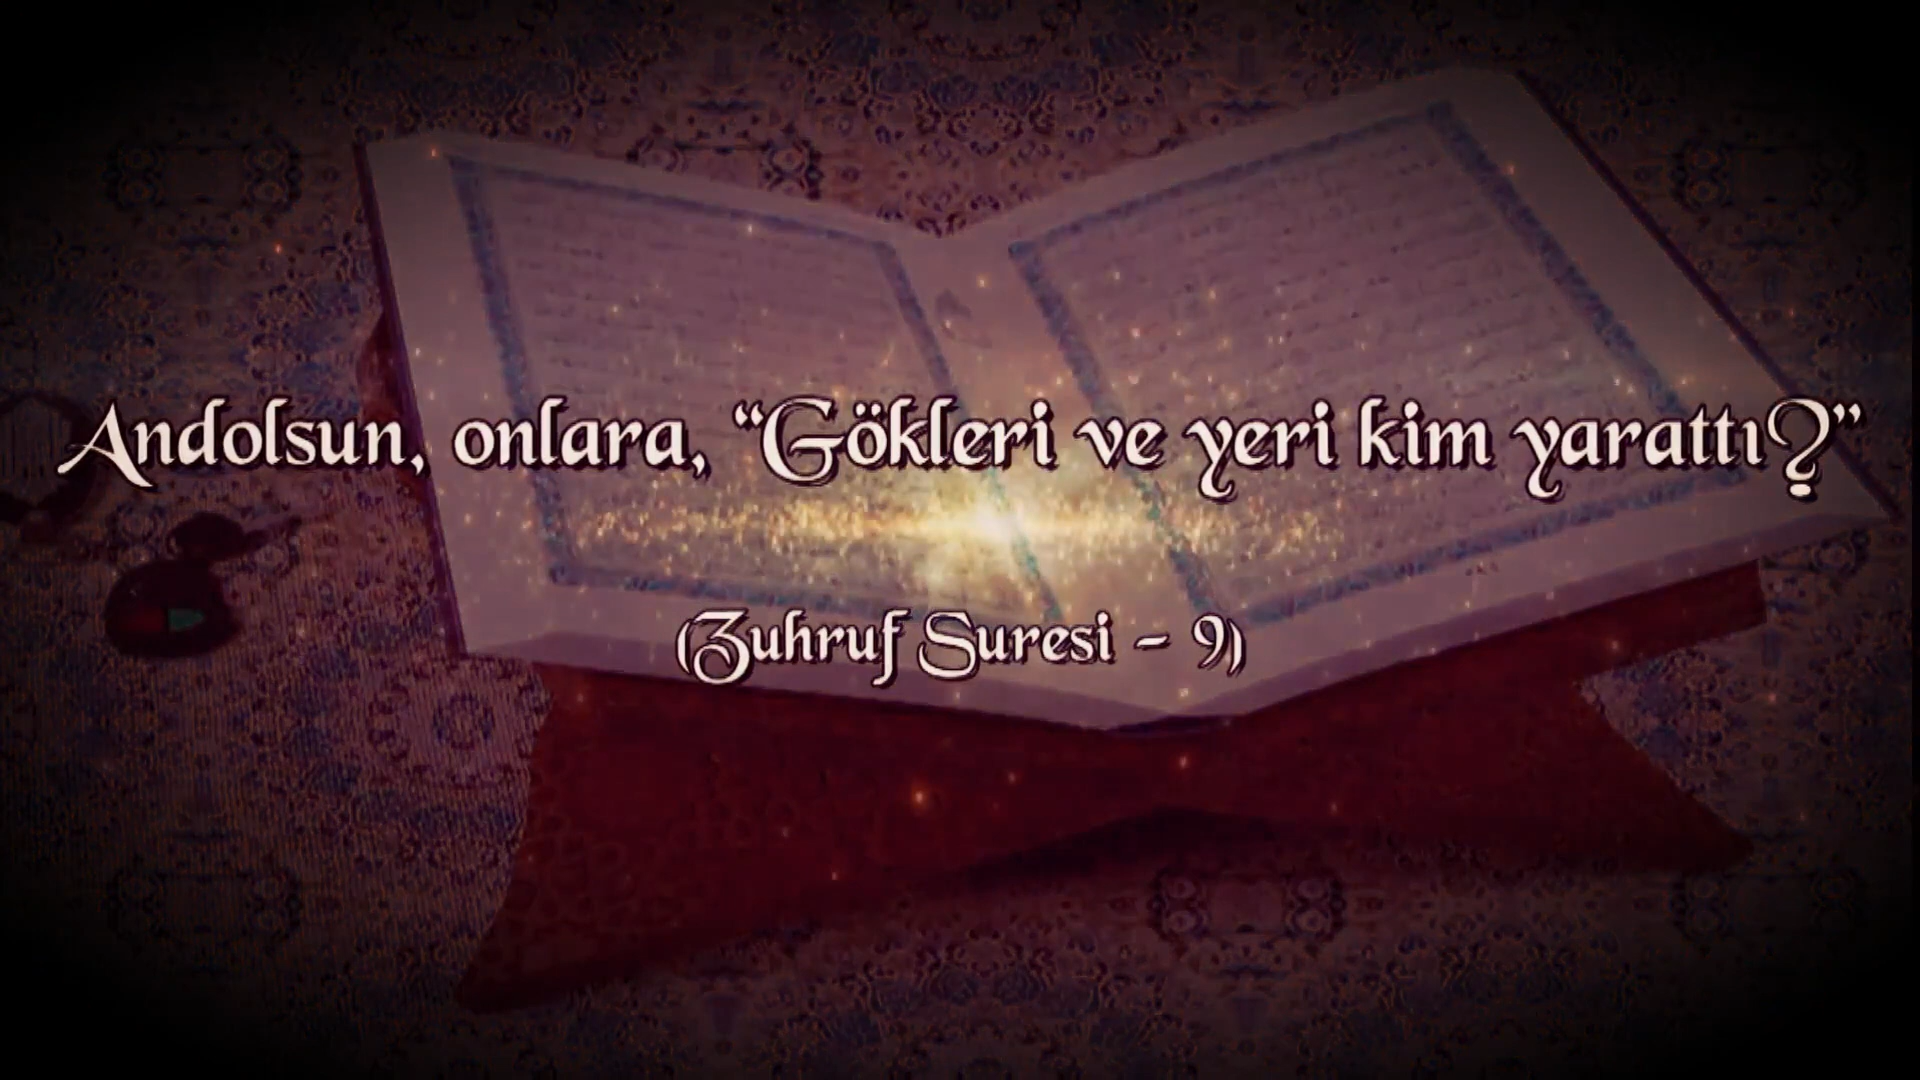 Andolsun, onlara, “Gökleri ve yeri kim yarattı?”
(Zuhruf Suresi - 9)